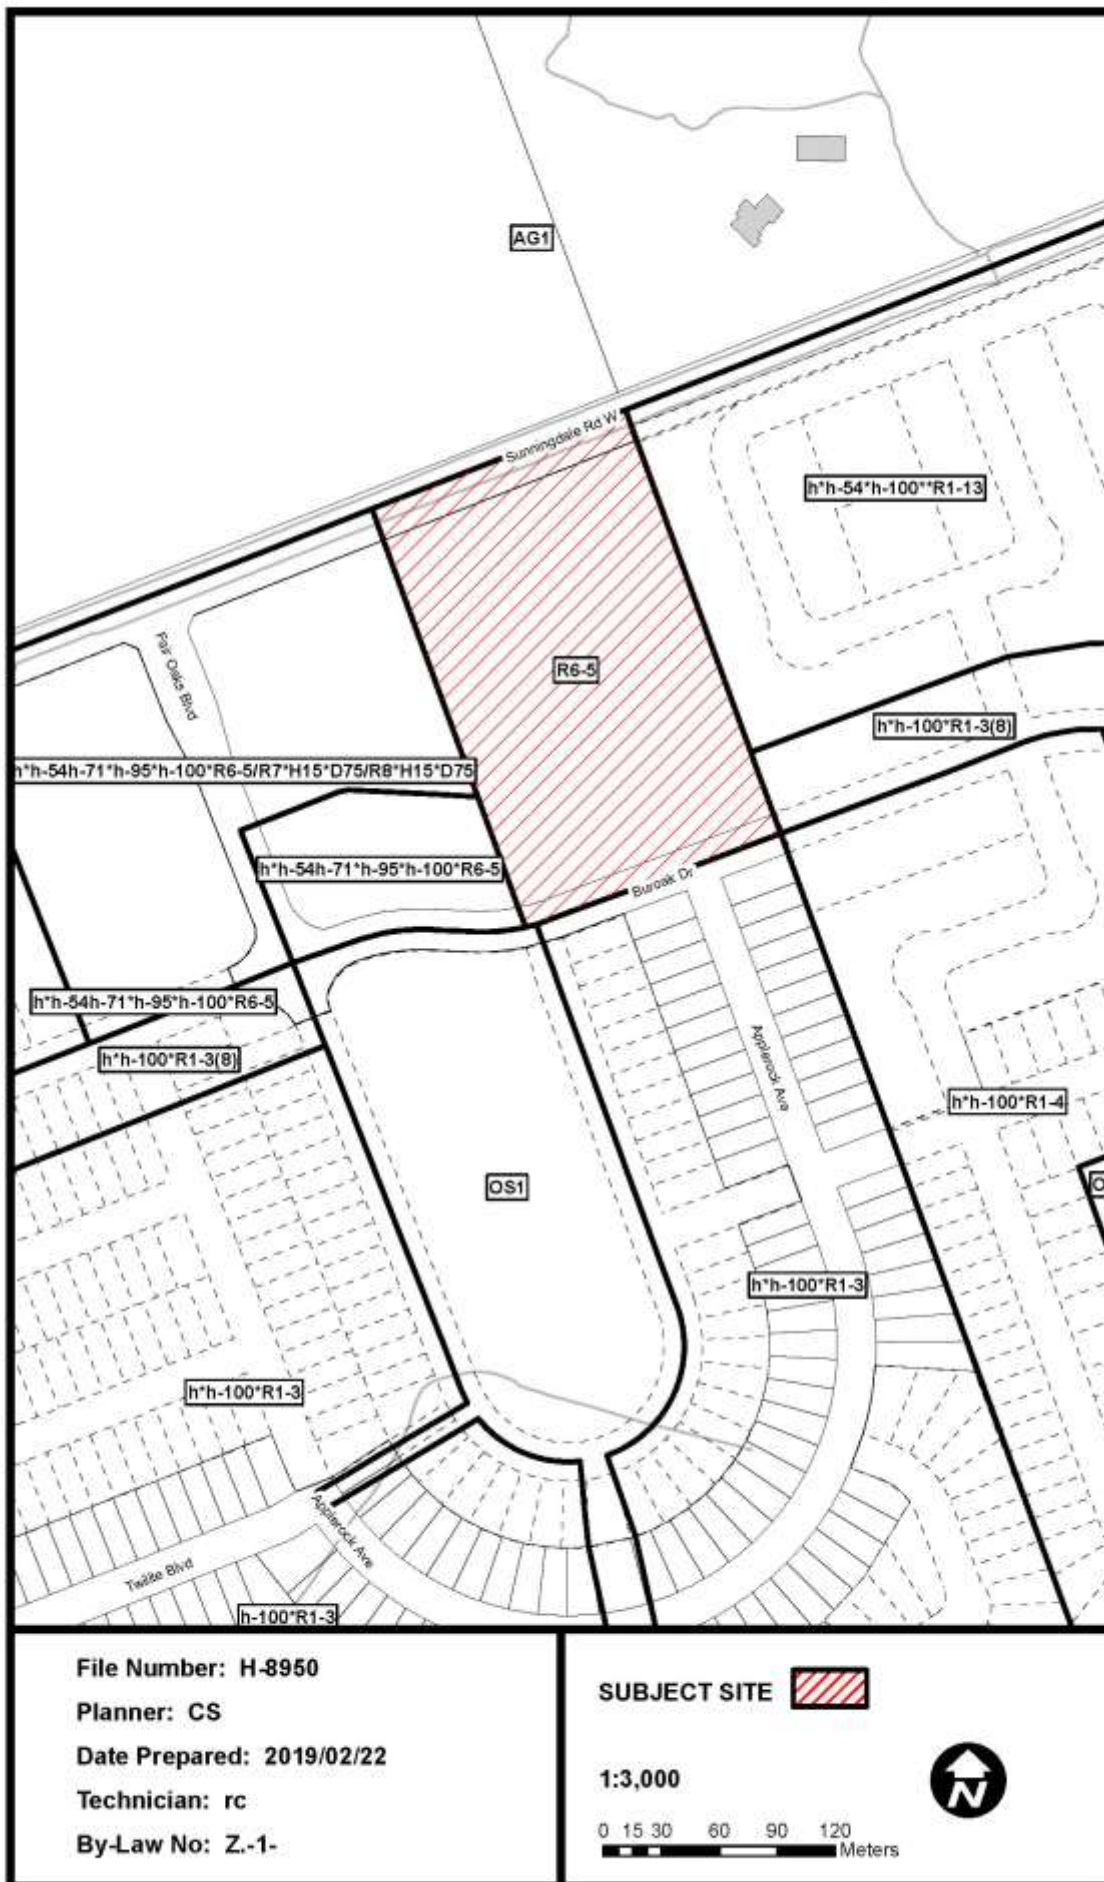 AG1
Sunningdale Rd W
h*h-54*h-100**R1-13
Fair Oaks Blvd
R6-5
h*h-100*R1-3(8)
h*h-54h-71*h-95*h-100*R6-5/R7*H15*D75/R8*H15*D75
h*h-54h-71*h-95*h-100*R6-5
Buroak Dr
h*h-54h-71*h-95*h-100*R6-5
h*h-100*R1-3(8)
Applerock Ave
h*h-100*R1-4
OS1
h*h-100*R1-3
h*h-100*R1-3
Applerock Ave
Twilite Blvd
h-100*R1-3
File Number: H-8950
Planner: CS
Date Prepared: 2019/02/22
Technician: rc
By-Law No: Z.-1-
SUBJECT SITE
1:3,000
N
0 15 30 60 90 120
Meters